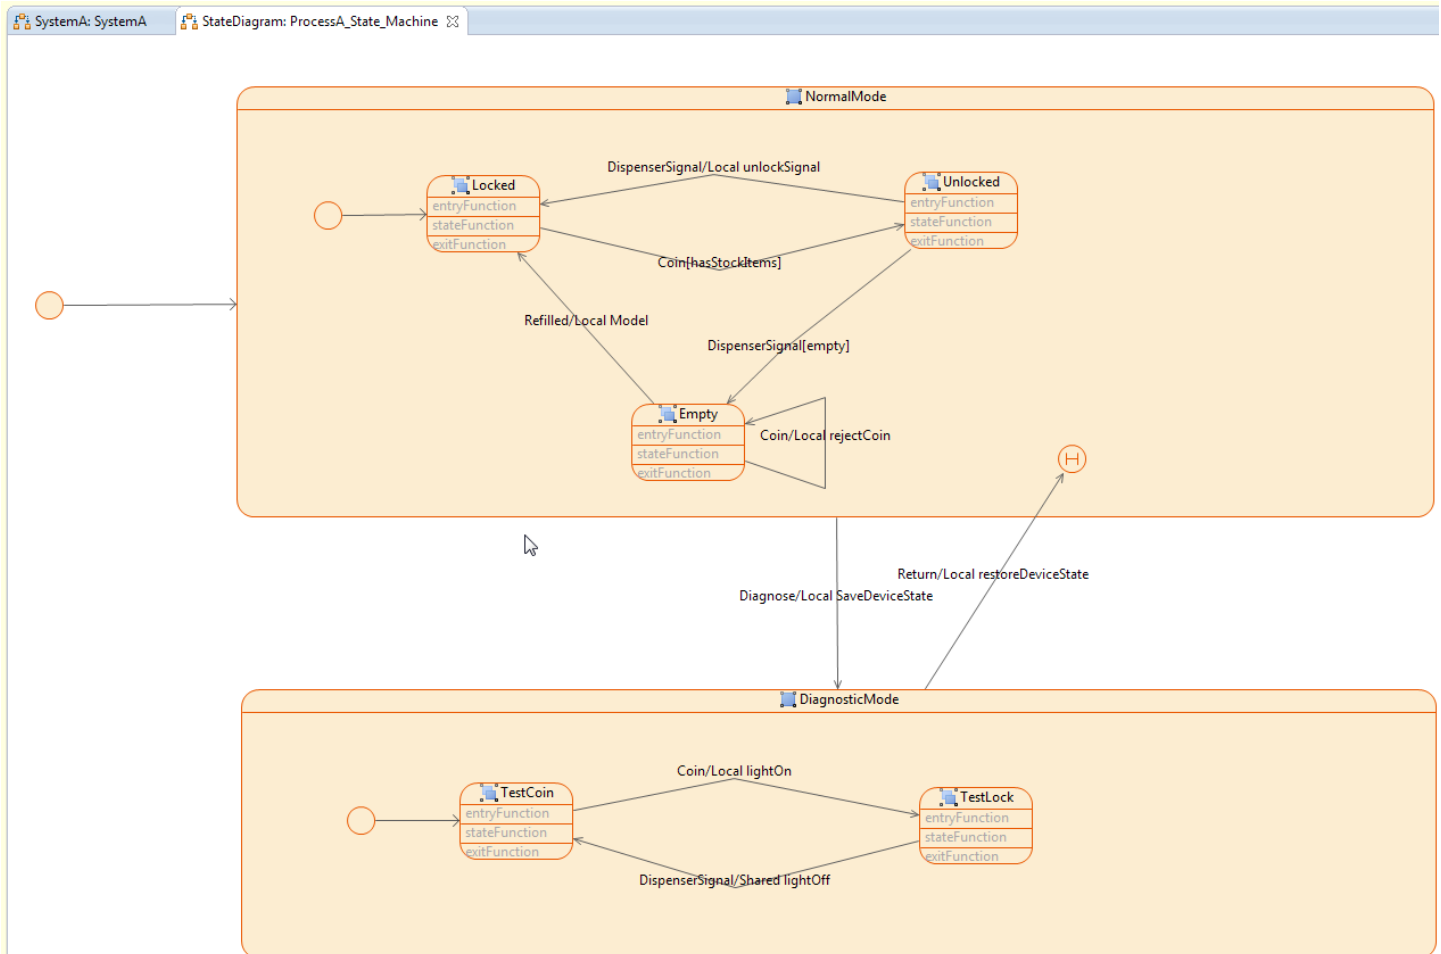 SystemA: SystemA
StateDiagram: ProcessA_State_Machine
NormalMode
DispenserSignal/Local unlockSignal
Locked
entryFunction
stateFunction
exitFunction
Unlocked
entryFunction
stateFunction
exitFunction
Coin[hasStockItems]
Refilled/Local Model
DispenserSignal[empty]
Empty
entryFunction
stateFunction
exitFunction
Coin/Local rejectCoin
H
Return/Local restoreDeviceState
Diagnose/Local SaveDeviceState
DiagnosticMode
Coin/Local lightOn
TestCoin
entryFunction
stateFunction
exitFunction
TestLock
entryFunction
stateFunction
exitFunction
DispenserSignal/Shared lightOff